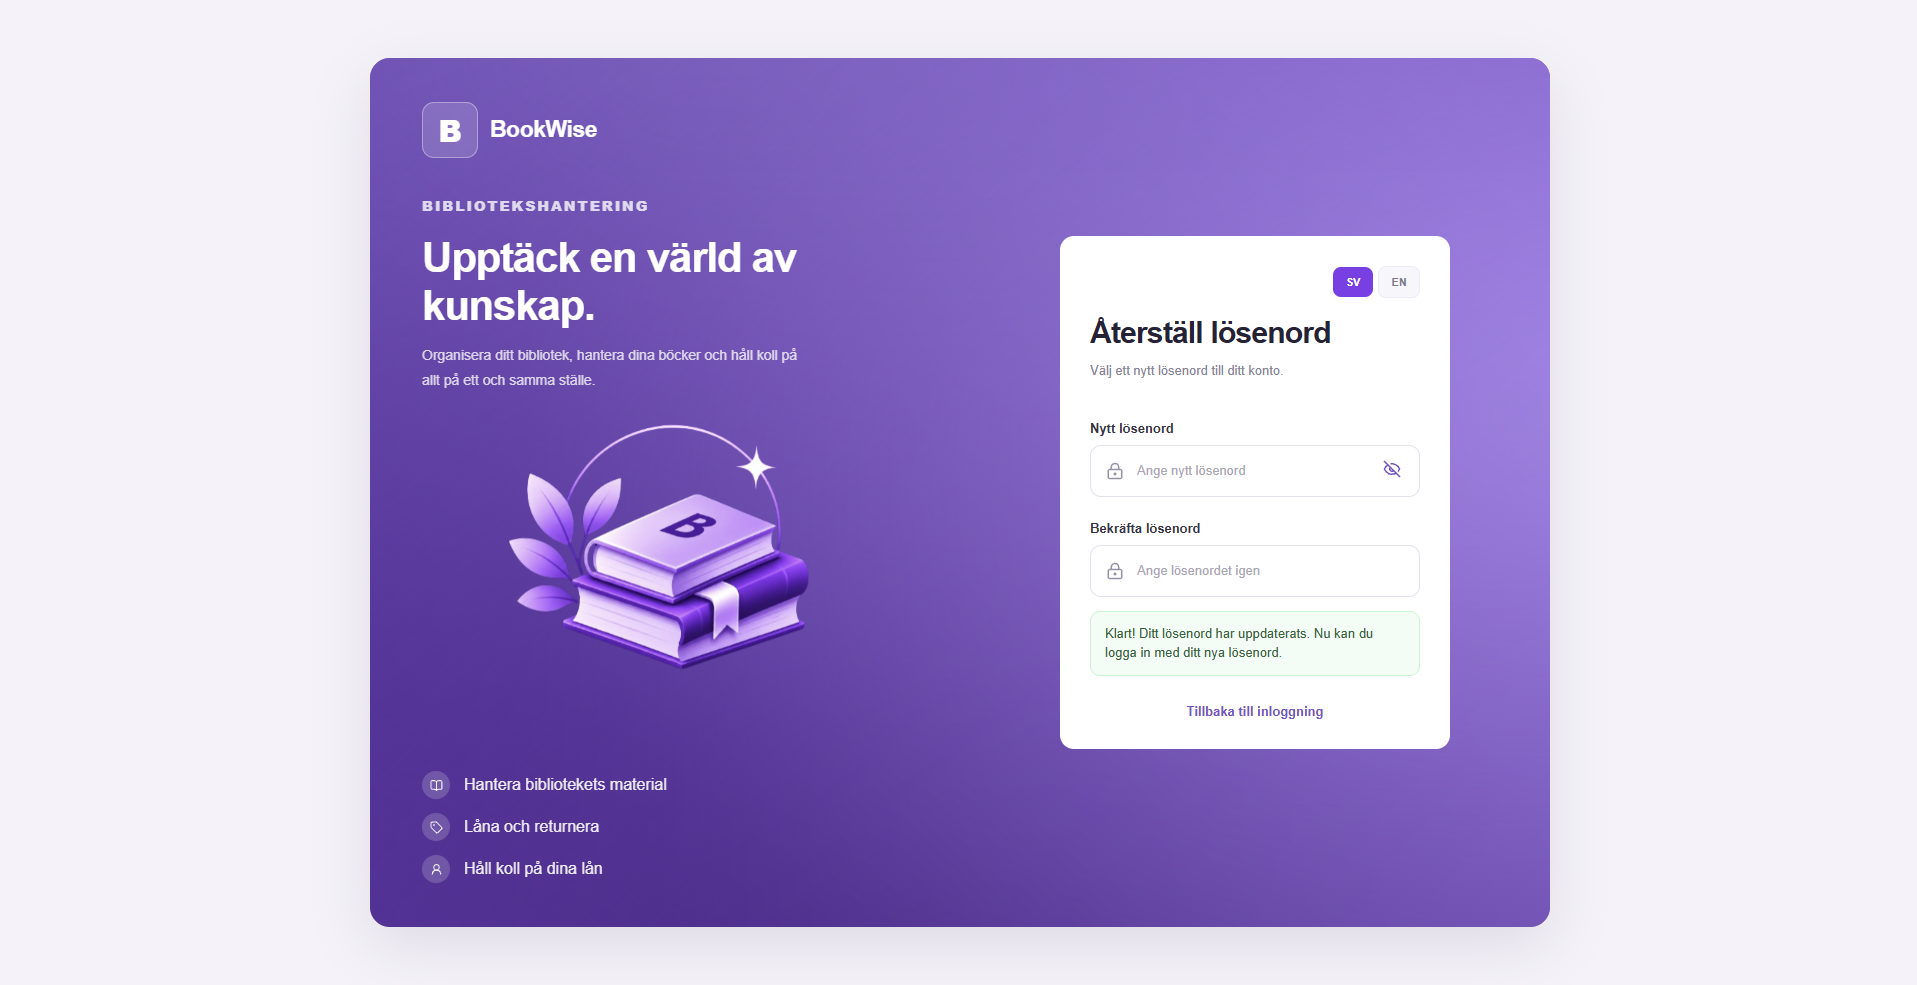 B
BookWise
BIBLIOTEKSHANTERING
Upptäck en värld av
kunskap.
Organisera ditt bibliotek, hantera dina böcker och håll koll på
allt på ett och samma ställe.
B
Hantera bibliotekets material
Låna och returnera
Håll koll på dina lån
SV EN
Återställ lösenord
Välj ett nytt lösenord till ditt konto.
Nytt lösenord
Ange nytt lösenord
Bekräfta lösenord
Ange lösenordet igen
Klart! Ditt lösenord har uppdaterats. Nu kan du
logga in med ditt nya lösenord.
Tillbaka till inloggning